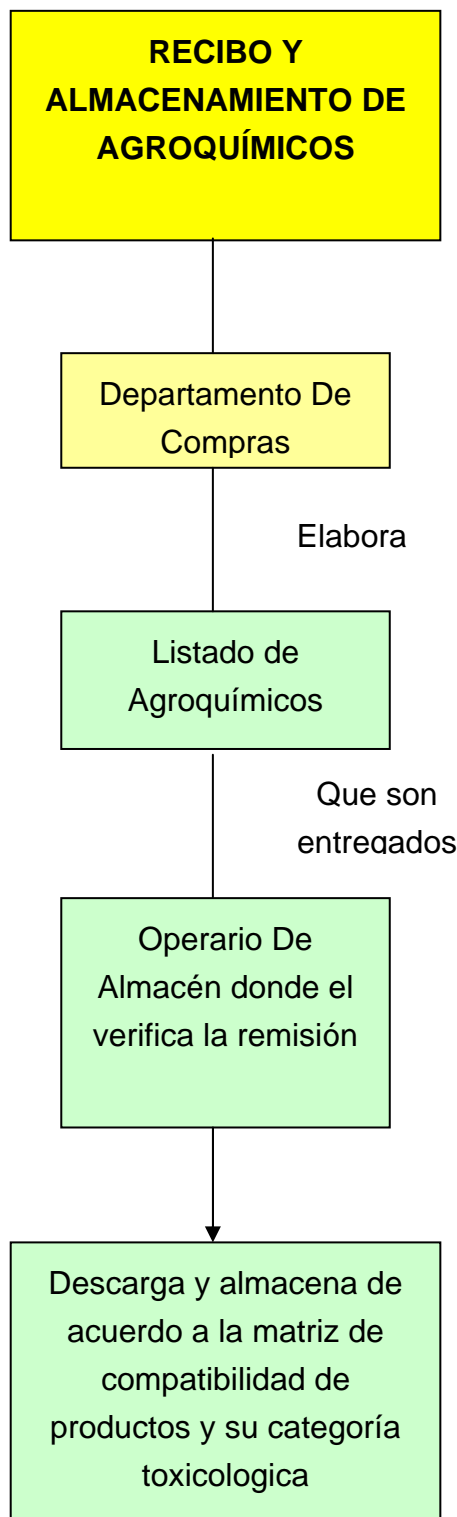 RECIBO Y
ALMACENAMIENTO DE
AGROQUÍMICOS
Departamento De
Compras
Elabora
Listado de
Agroquímicos
Que son
entregados
Operario De
Almacén donde el
verifica la remisión
Descarga y almacena de
acuerdo a la matriz de
compatibilidad de
productos y su categoría
toxicologica